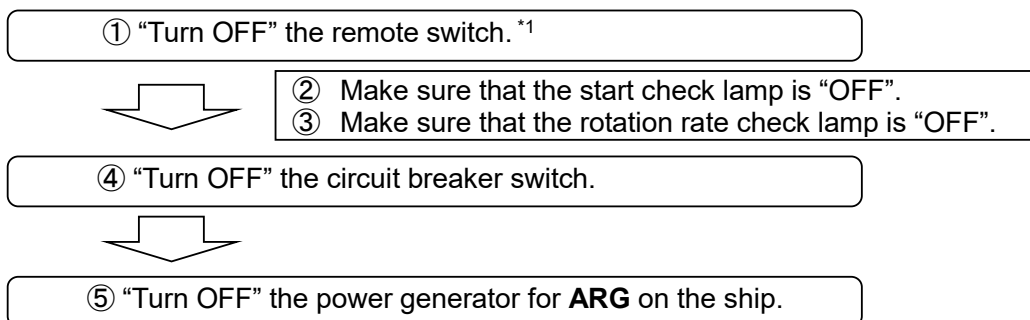 ① “Turn OFF” the remote switch. *1
② Make sure that the start check lamp is “OFF”.
③ Make sure that the rotation rate check lamp is “OFF”.
④ “Turn OFF” the circuit breaker switch.
⑤ “Turn OFF” the power generator for ARG on the ship.